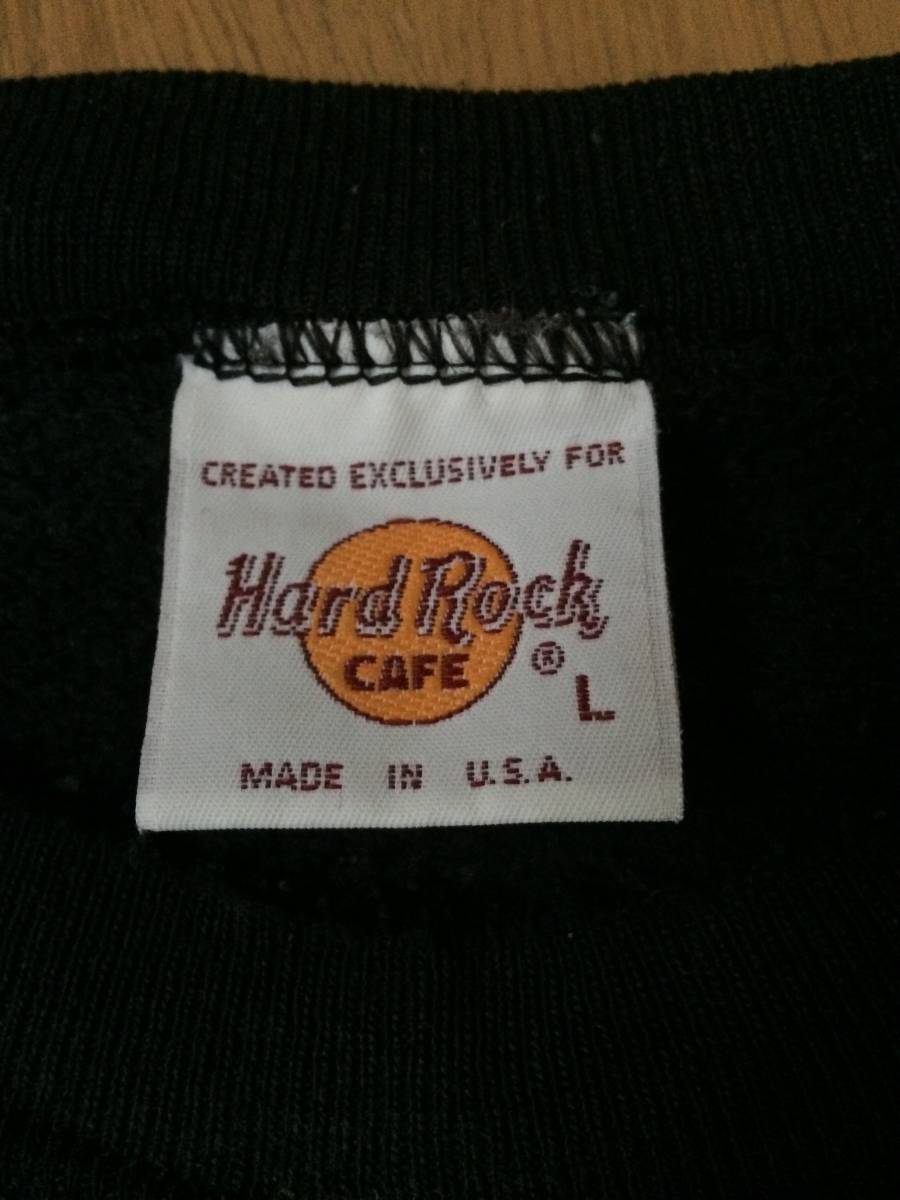 CREATED EXCLUSIVELY FOR
Hard Rock
CAFE ®
L
MADE IN U.S.A.